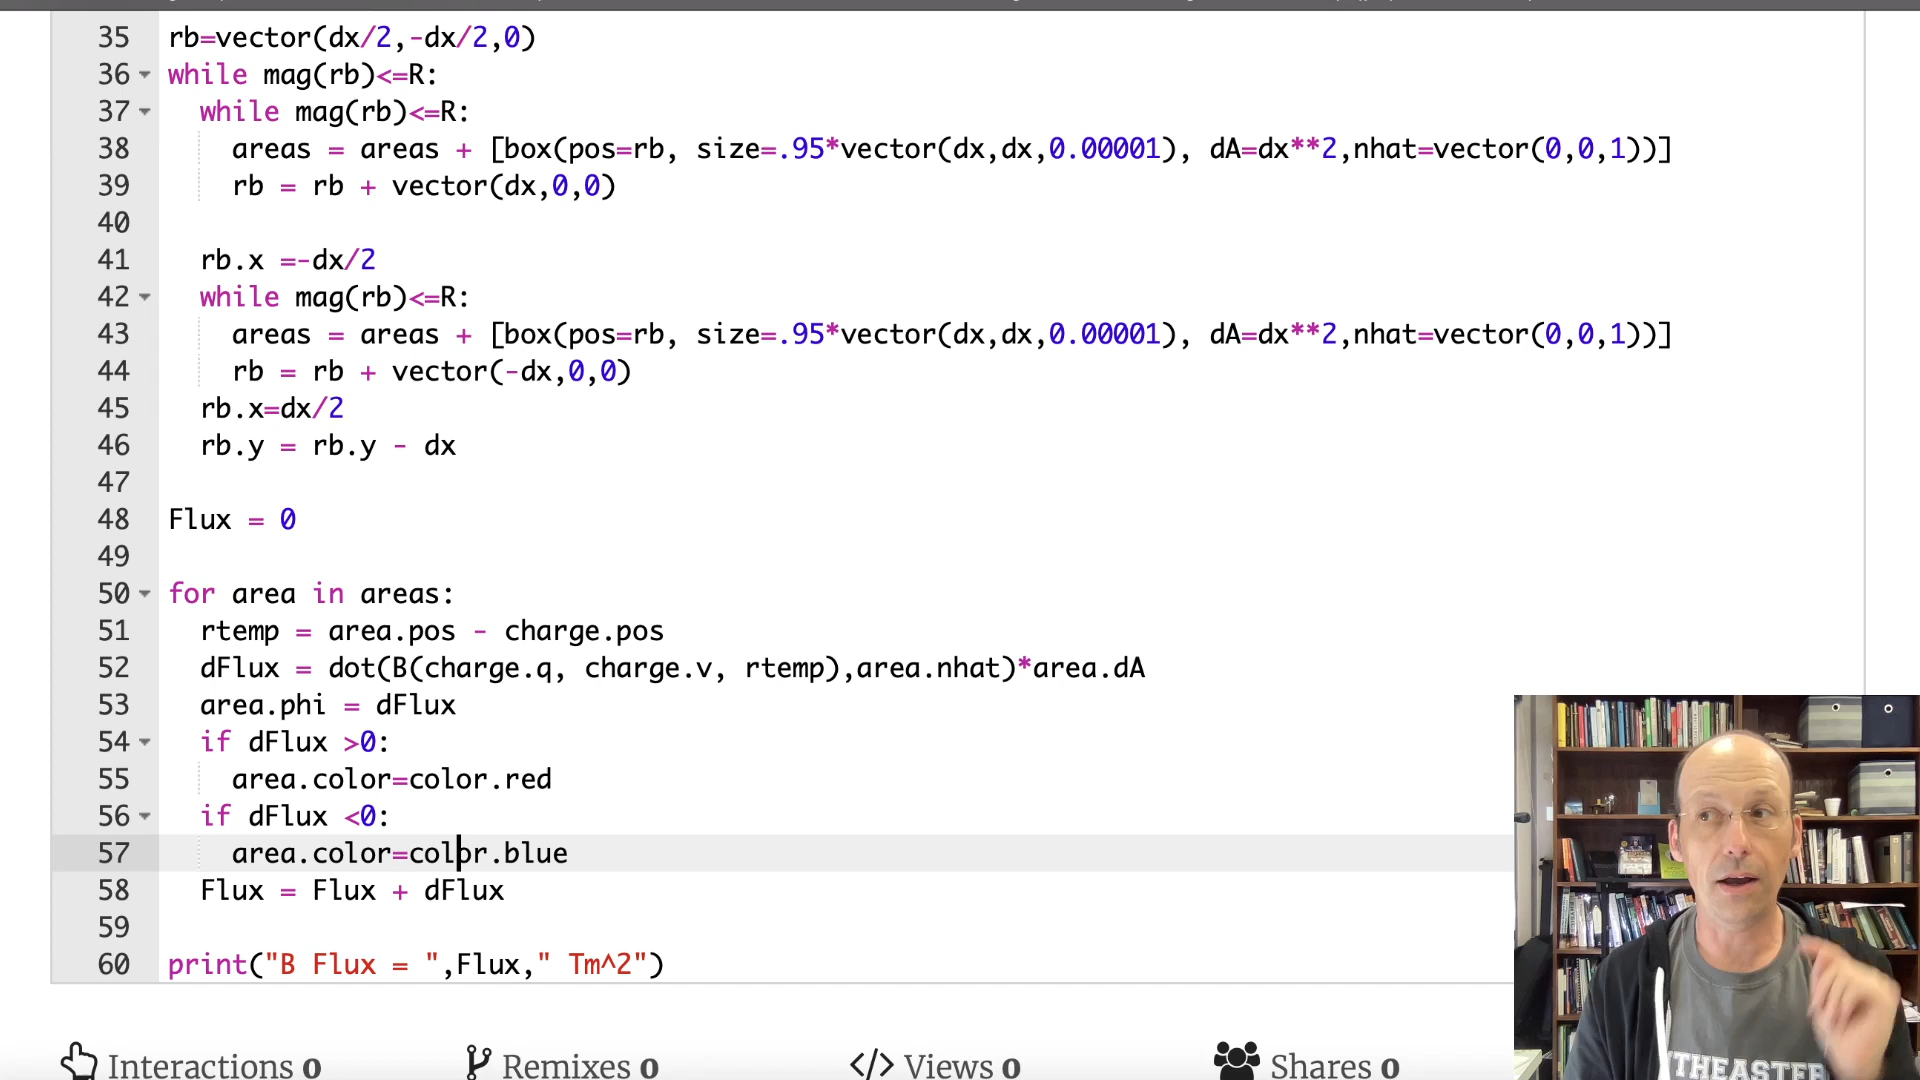 35 rb=vector(dx/2,-dx/2,0)
36 while mag(rb)<=R:
37 while mag(rb)<=R:
38 areas = areas + [box(pos=rb, size=.95*vector(dx,dx,0.00001), dA=dx**2,nhat=vector(0,0,1))]
39 rb = rb + vector(dx,0,0)
40
41 rb.x =-dx/2
42 while mag(rb)<=R:
43 areas = areas + [box(pos=rb, size=.95*vector(dx,dx,0.00001), dA=dx**2,nhat=vector(0,0,1))]
44 rb = rb + vector(-dx,0,0)
45 rb.x=dx/2
46 rb.y = rb.y - dx
47
48 Flux = 0
49
50 for area in areas:
51 rtemp = area.pos - charge.pos
52 dFlux = dot(B(charge.q, charge.v, rtemp),area.nhat)*area.dA
53 area.phi = dFlux
54 if dFlux >0:
55 area.color=color.red
56 if dFlux <0:
57 area.color=color.blue
58 Flux = Flux + dFlux
59
60 print("B Flux = ",Flux," Tm^2")
Interactions 0 Remixes 0 </> Views 0 Shares 0